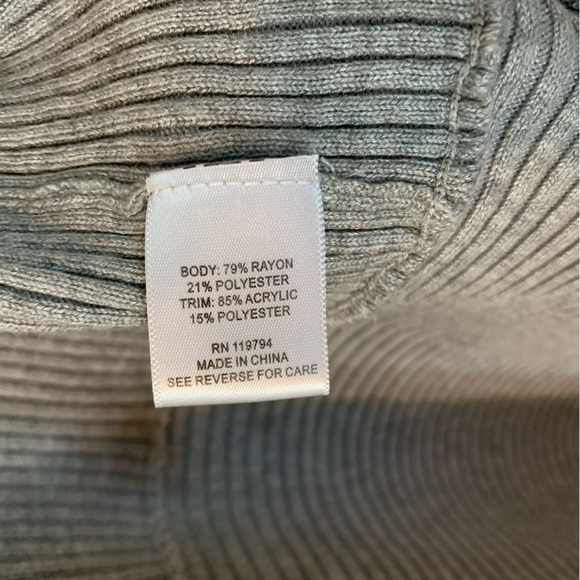 BODY: 79% RAYON
21% POLYESTER
TRIM: 85% ACRYLIC
15% POLYESTER
RN 119794
MADE IN CHINA
SEE REVERSE FOR CARE